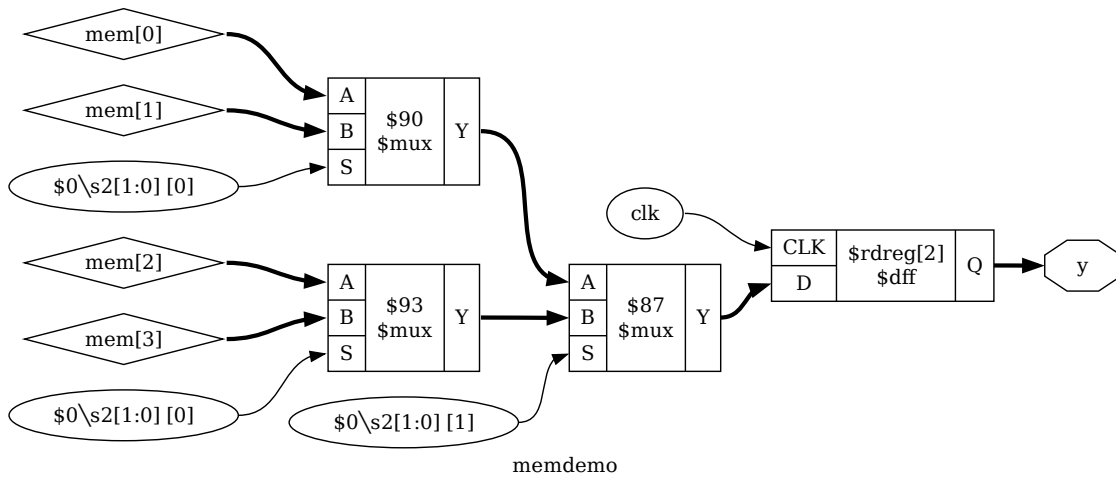 mem[0]
mem[1]
$0\s2[1:0] [0]
A
B
S
$90
$mux
Y
mem[2]
mem[3]
$0\s2[1:0] [0]
A
B
S
$93
$mux
Y
$0\s2[1:0] [1]
A
B
S
$87
$mux
Y
clk
CLK
D
$rdreg[2]
$dff
Q
y
memdemo